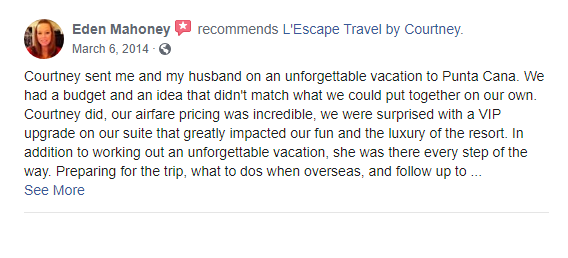 Eden Mahoney recommends L'Escape Travel by Courtney.
March 6, 2014 ·
Courtney sent me and my husband on an unforgettable vacation to Punta Cana. We
had a budget and an idea that didn't match what we could put together on our own.
Courtney did, our airfare pricing was incredible, we were surprised with a VIP
upgrade on our suite that greatly impacted our fun and the luxury of the resort. In
addition to working out an unforgettable vacation, she was there every step of the
way. Preparing for the trip, what to dos when overseas, and follow up to ...
See More